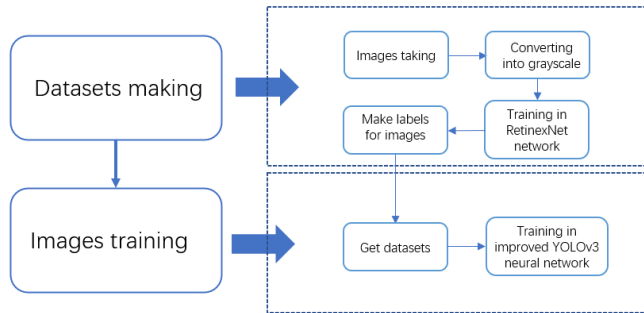 Datasets making
Images taking
Converting
into grayscale
Make labels
for images
Training in
RetinexNet
network
Images training
Get datasets
Training in
improved YOLOv3
neural network